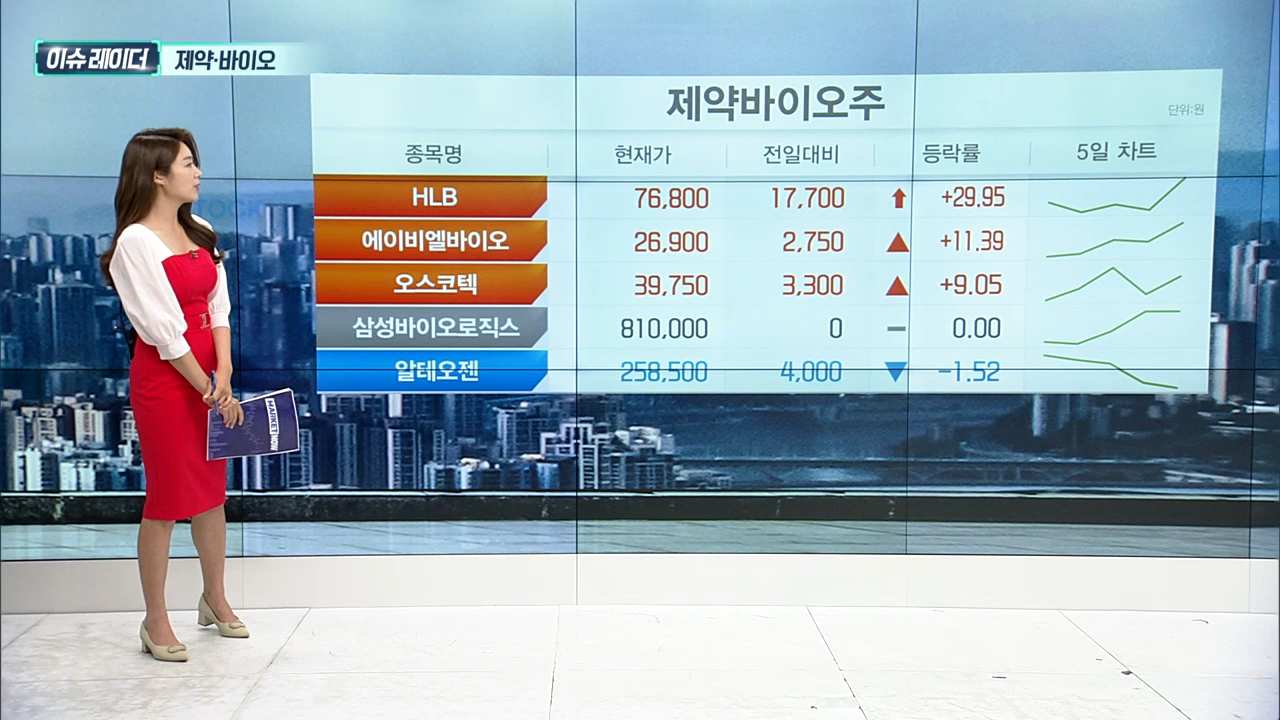 이슈레이더 제약·바이오
제약바이오주
단위:원
종목명 현재가 전일대비 등락률 5일 차트
HLB 76,800 17,700 +29.95
에이비엘바이오 26,900 2,750 ▲ +11.39
오스코텍 39,750 3,300 ▲ +9.05
삼성바이오로직스 810,000 0 − 0.00
알테오젠 258,500 4,000 ▼ −1.52
MARKET NOW